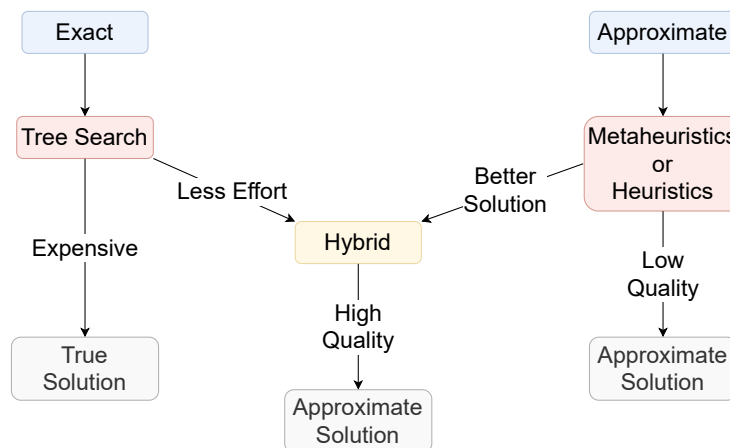 Exact
Approximate
Tree Search
Metaheuristics
or
Heuristics
Less Effort
Better
Solution
Expensive
Hybrid
Low
Quality
High
Quality
True
Solution
Approximate
Solution
Approximate
Solution